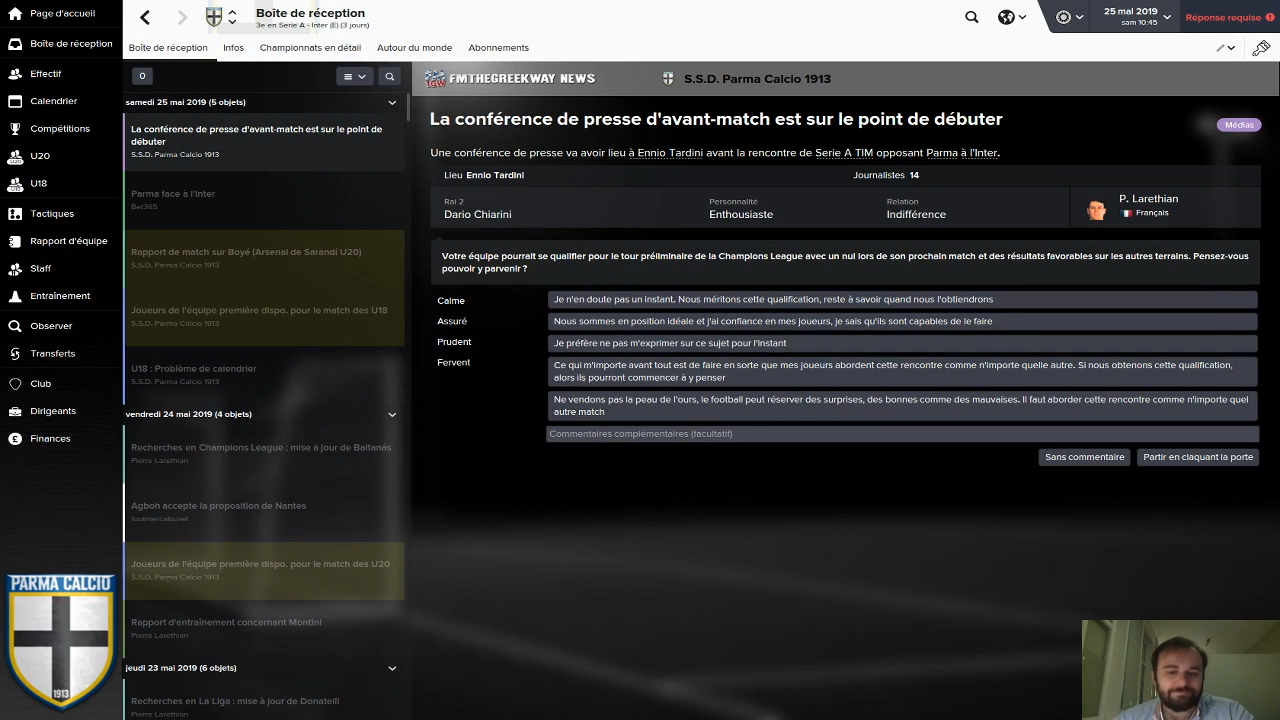 Page d'accueil
Boîte de réception
Effectif
Calendrier
Compétitions
U20
U18
Tactiques
Rapport d'équipe
Staff
Entraînement
Observer
Transferts
Club
Dirigeants
Finances
PARMA CALCIO
1913
Boîte de réception
3e en Serie A - Inter (E) (3 jours)
25 mai 2019
sam 10:45
Réponse requise
Boîte de réception
Infos
Championnats en détail
Autour du monde
Abonnements
0
samedi 25 mai 2019 (5 objets)
La conférence de presse d'avant-match est sur le point de
débuter
S.S.D. Parma Calcio 1913
Parma face à l'Inter
Bet365
Rapport de match sur Boyé (Arsenal de Sarandí U20)
S.S.D. Parma Calcio 1913
Joueurs de l'équipe première dispo. pour le match des U18
S.S.D. Parma Calcio 1913
U18 : Problème de calendrier
S.S.D. Parma Calcio 1913
vendredi 24 mai 2019 (4 objets)
Recherches en Champions League : mise à jour de Baltanás
Pierre Larethian
Agboh accepte la proposition de Nantes
footmercato.net
Joueurs de l'équipe première dispo. pour le match des U20
S.S.D. Parma Calcio 1913
Rapport d'entraînement concernant Montini
Pierre Larethian
jeudi 23 mai 2019 (6 objets)
Recherches en La Liga : mise à jour de Donatelli
Pierre Larethian
FMTHEGREEKWAY NEWS
S.S.D. Parma Calcio 1913
La conférence de presse d'avant-match est sur le point de débuter
Médias
Une conférence de presse va avoir lieu à Ennio Tardini avant la rencontre de Serie A TIM opposant Parma à l'Inter.
Lieu Ennio Tardini
Journalistes 14
Rai 2
Dario Chiarini
Personnalité
Enthousiaste
Relation
Indifférence
P. Larethian
Français
Votre équipe pourrait se qualifier pour le tour préliminaire de la Champions League avec un nul lors de son prochain match et des résultats favorables sur les autres terrains. Pensez-vous
pouvoir y parvenir ?
Calme
Assuré
Prudent
Fervent
Je n'en doute pas un instant. Nous méritons cette qualification, reste à savoir quand nous l'obtiendrons
Nous sommes en position idéale et j'ai confiance en mes joueurs, je sais qu'ils sont capables de le faire
Je préfère ne pas m'exprimer sur ce sujet pour l'instant
Ce qui m'importe avant tout est de faire en sorte que mes joueurs abordent cette rencontre comme n'importe quelle autre. Si nous obtenons cette qualification,
alors ils pourront commencer à y penser
Ne vendons pas la peau de l'ours, le football peut réserver des surprises, des bonnes comme des mauvaises. Il faut aborder cette rencontre comme n'importe quel
autre match
Commentaires complémentaires (facultatif)
Sans commentaire
Partir en claquant la porte